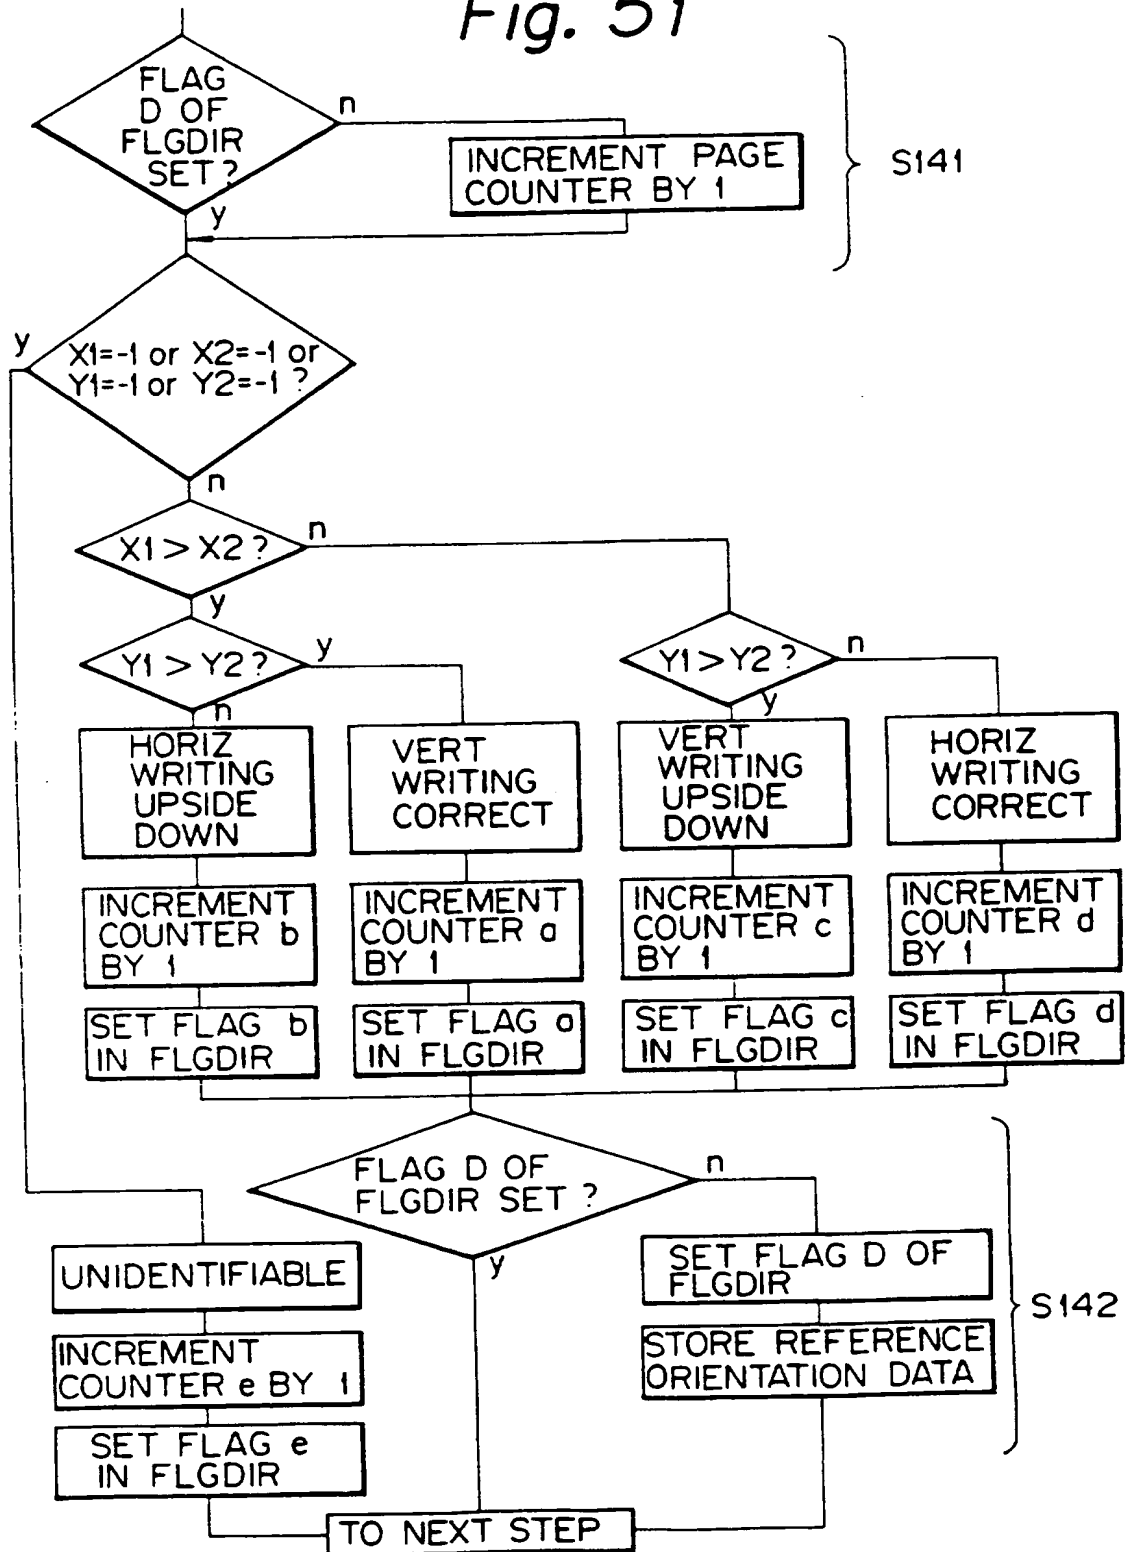 Fig. 51
FLAG
D OF
FLGDIR
SET?
n
INCREMENT PAGE
COUNTER BY 1
S141
y
y
X1=-1 or X2=-1 or
Y1=-1 or Y2=-1 ?
n
X1 > X2 ?
n
y
Y1 > Y2 ?
y
n
Y1 > Y2 ?
n
y
HORIZ
WRITING
UPSIDE
DOWN
VERT
WRITING
CORRECT
VERT
WRITING
UPSIDE
DOWN
HORIZ
WRITING
CORRECT
INCREMENT
COUNTER b
BY 1
INCREMENT
COUNTER a
BY 1
INCREMENT
COUNTER c
BY 1
INCREMENT
COUNTER d
BY 1
SET FLAG b
IN FLGDIR
SET FLAG a
IN FLGDIR
SET FLAG c
IN FLGDIR
SET FLAG d
IN FLGDIR
FLAG D OF
FLGDIR SET ?
n
y
SET FLAG D OF
FLGDIR
STORE REFERENCE
ORIENTATION DATA
S142
UNIDENTIFIABLE
INCREMENT
COUNTER e BY 1
SET FLAG e
IN FLGDIR
TO NEXT STEP